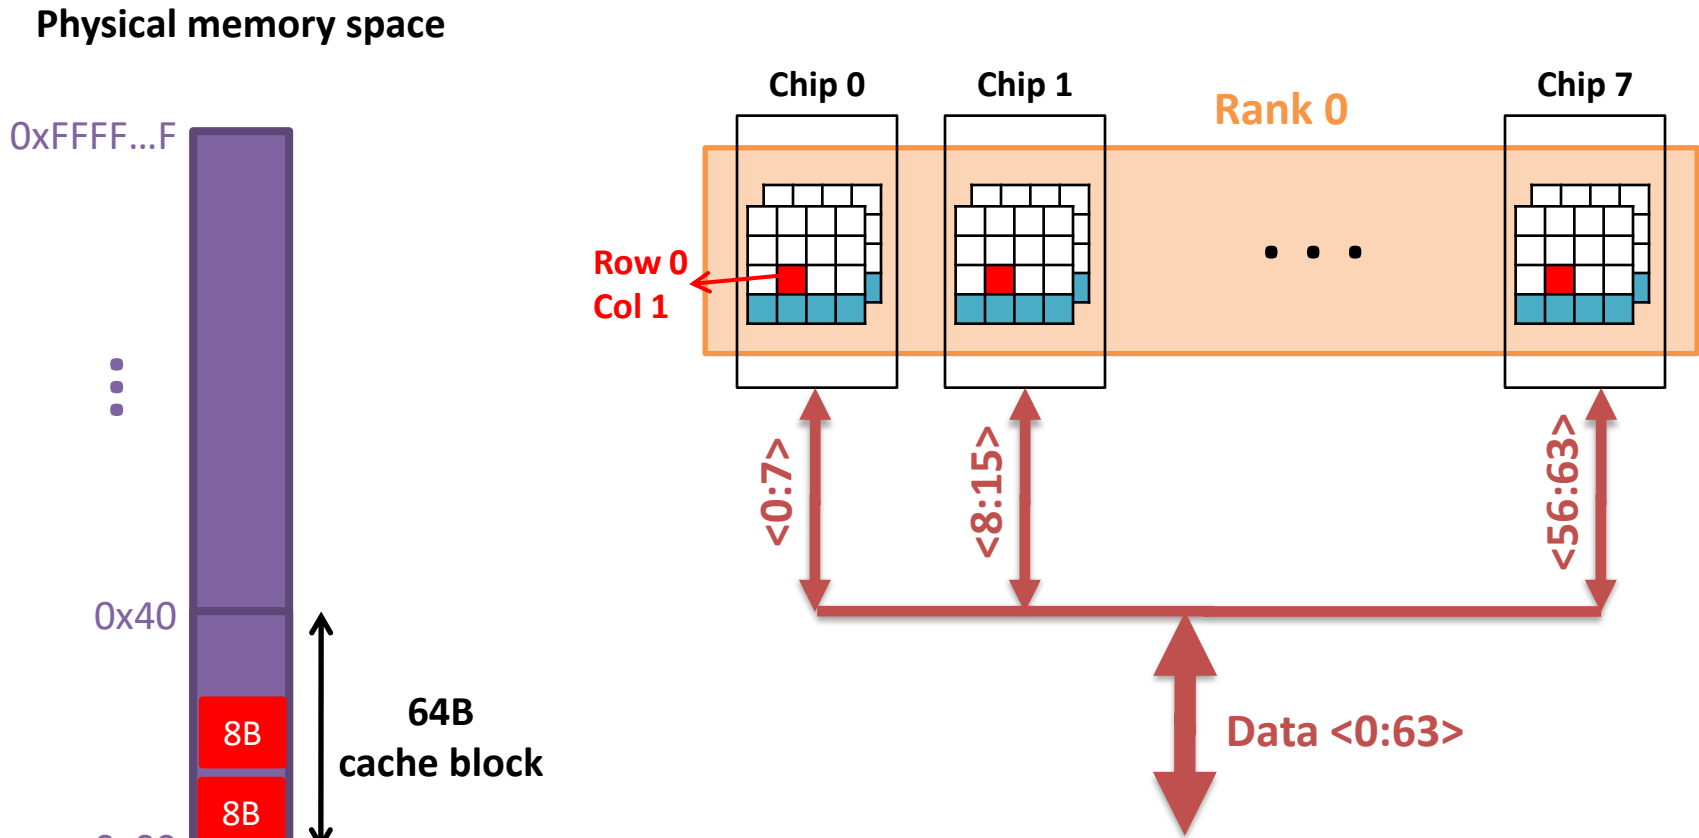 Physical memory space
Chip 0
Chip 1
Rank 0
Chip 7
0xFFFF...F
Row 0
Col 1
<0:7>
<8:15>
<56:63>
0x40
64B
cache block
8B
8B
Data <0:63>